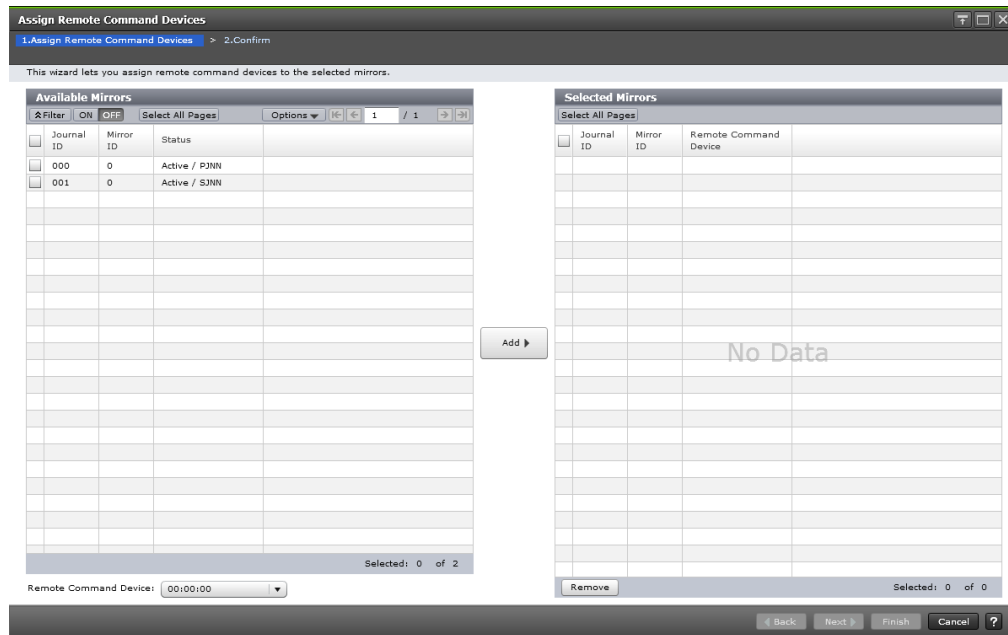 Assign Remote Command Devices
1.Assign Remote Command Devices > 2.Confirm
This wizard lets you assign remote command devices to the selected mirrors.
Available Mirrors
Filter ON OFF Select All Pages Options 1 / 1
Journal ID Mirror ID Status
000 0 Active / PJNN
001 0 Active / SJNN
Selected: 0 of 2
Remote Command Device: 00:00:00
Add
Selected Mirrors
Select All Pages
Journal ID Mirror ID Remote Command Device
No Data
Remove Selected: 0 of 0
Back Next Finish Cancel ?